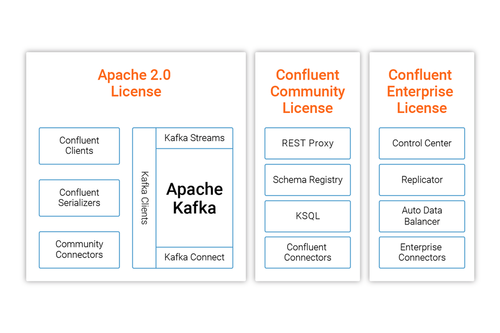 Apache 2.0
License
Confluent
Clients
Confluent
Serializers
Community
Connectors
Kafka Clients
Kafka Streams
Apache
Kafka
Kafka Connect
Confluent
Community
License
REST Proxy
Schema Registry
KSQL
Confluent
Connectors
Confluent
Enterprise
License
Control Center
Replicator
Auto Data
Balancer
Enterprise
Connectors